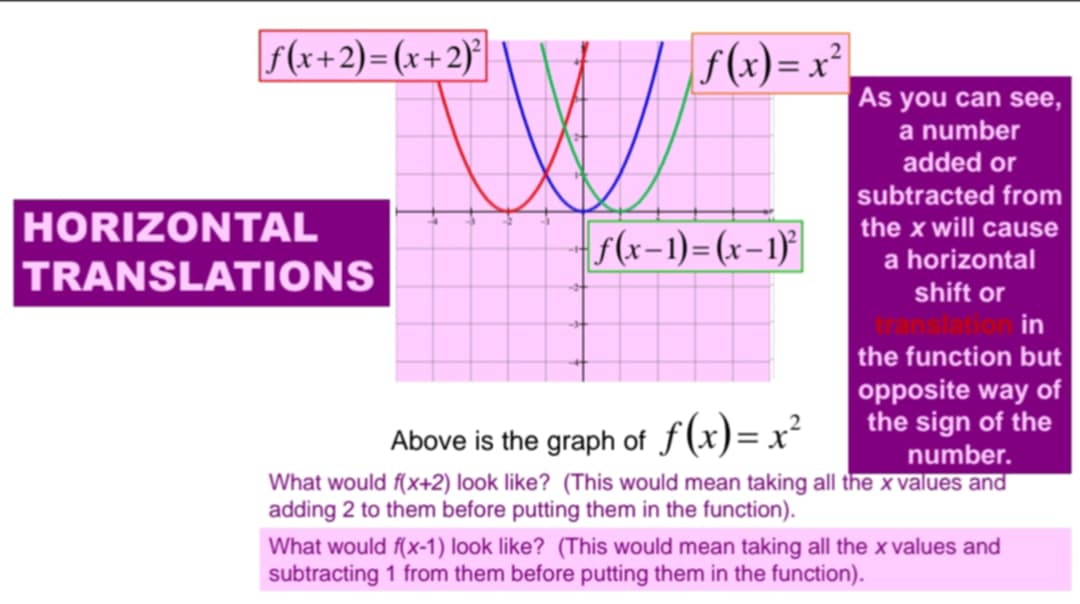 f(x+2)=(x+2)²
f(x)=x²
HORIZONTAL
TRANSLATIONS
f(x−1)=(x−1)²
As you can see,
a number
added or
subtracted from
the x will cause
a horizontal
shift or
translation in
the function but
opposite way of
the sign of the
number.
Above is the graph of f(x)=x²
What would f(x+2) look like? (This would mean taking all the x values and
adding 2 to them before putting them in the function).
What would f(x-1) look like? (This would mean taking all the x values and
subtracting 1 from them before putting them in the function).